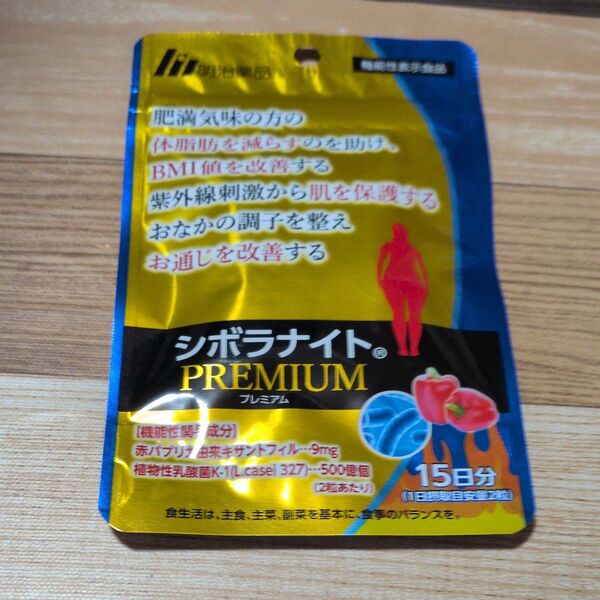 明治薬品
機能性表示食品
肥満気味の方の
体脂肪を減らすのを助け、
BMI値を改善する
紫外線刺激から肌を保護する
おなかの調子を整え
お通じを改善する
シボラナイト®
PREMIUM
プレミアム
【機能性関与成分】
赤パプリカ由来キサントフィル…9mg
植物性乳酸菌K-1(L.casei 327)…500億個
(2粒あたり)
15日分
(1日摂取目安量2粒)
食生活は、主食、主菜、副菜を基本に、食事のバランスを。